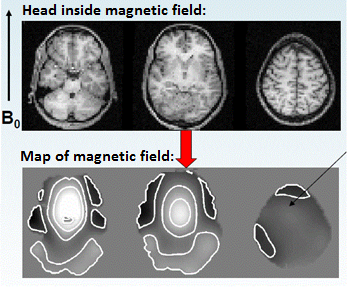 Head inside magnetic field:
B₀
Map of magnetic field: